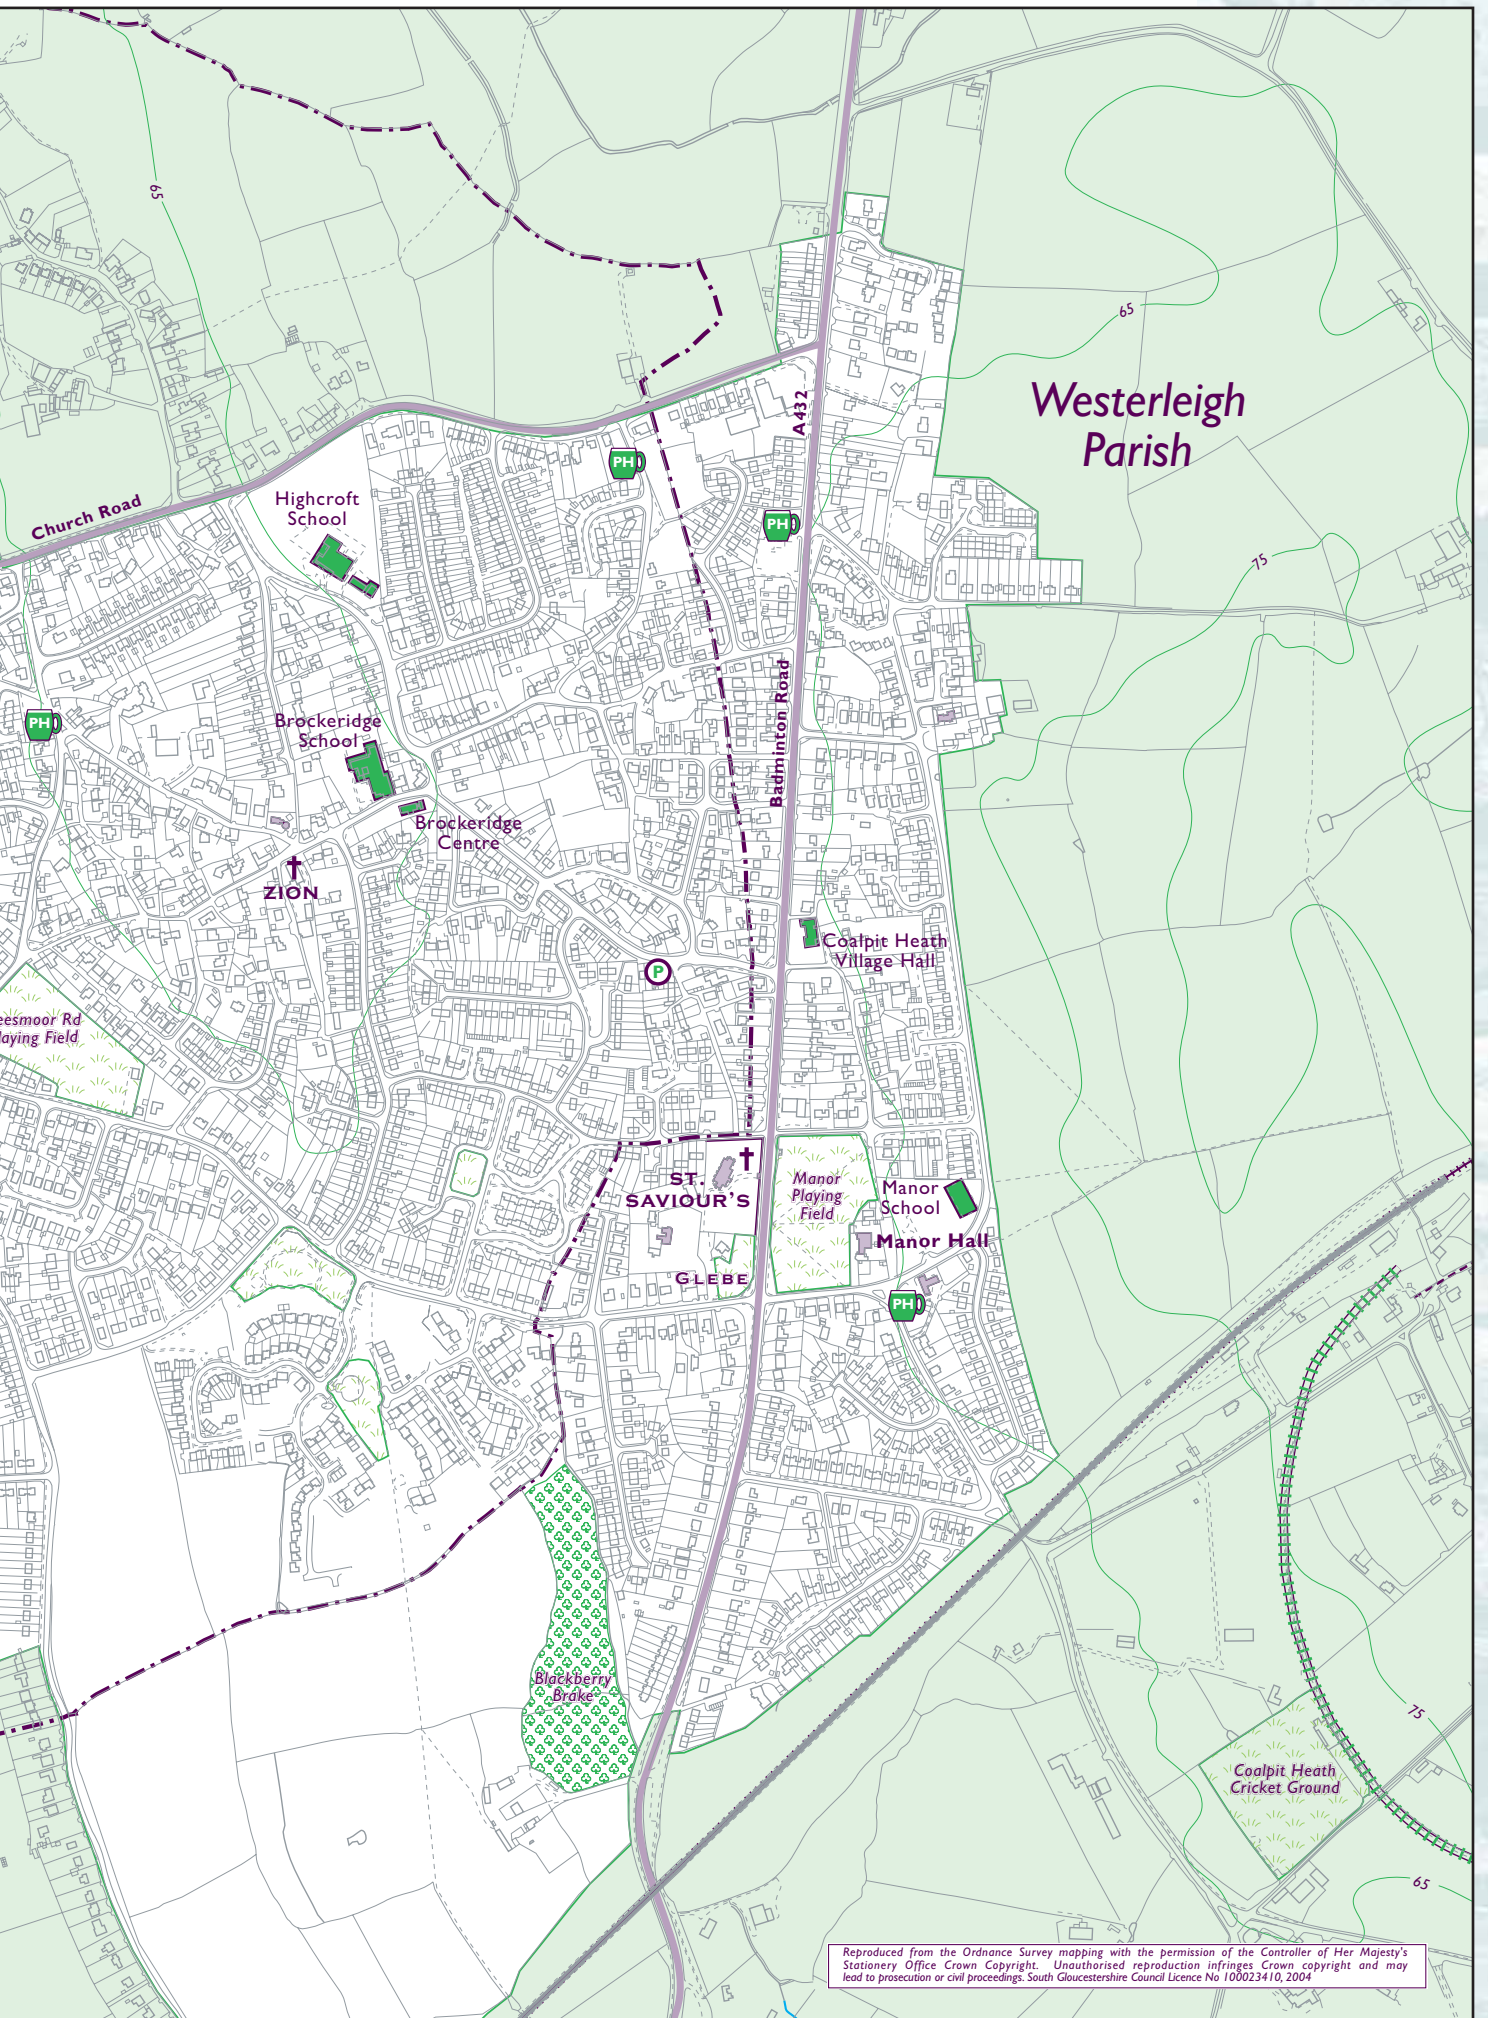 65
65
Westerleigh
Parish
A432
PH
Church Road
Highcroft
School
PH
75
Badminton Road
PH
Brockeridge
School
Brockeridge
Centre
ZION
Coalpit Heath
Village Hall
P
eesmoor Rd
laying Field
ST.
SAVIOUR'S
Manor
Playing
Field
Manor
School
Manor Hall
GLEBE
PH
Blackberry
Brake
75
Coalpit Heath
Cricket Ground
65
Reproduced from the Ordnance Survey mapping with the permission of the Controller of Her Majesty's
Stationery Office Crown Copyright. Unauthorised reproduction infringes Crown copyright and may
lead to prosecution or civil proceedings. South Gloucestershire Council Licence No 100023410, 2004